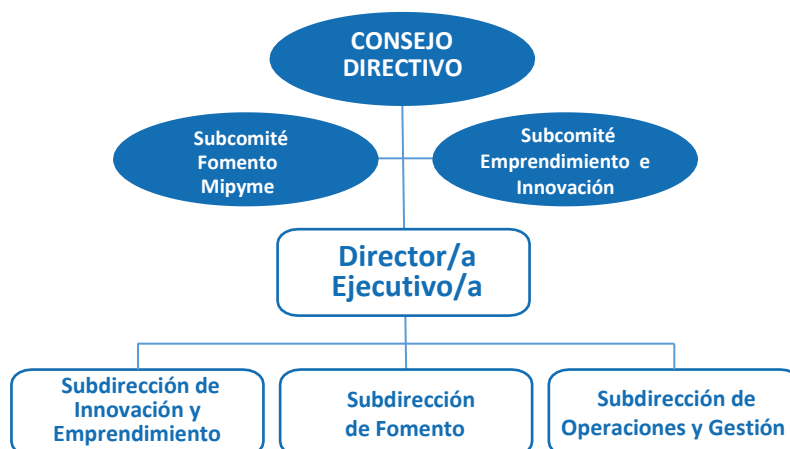 CONSEJO
DIRECTIVO
Subcomité
Fomento
Mipyme
Subcomité
Emprendimiento e
Innovación
Director/a
Ejecutivo/a
Subdirección de
Innovación y
Emprendimiento
Subdirección
de Fomento
Subdirección de
Operaciones y Gestión